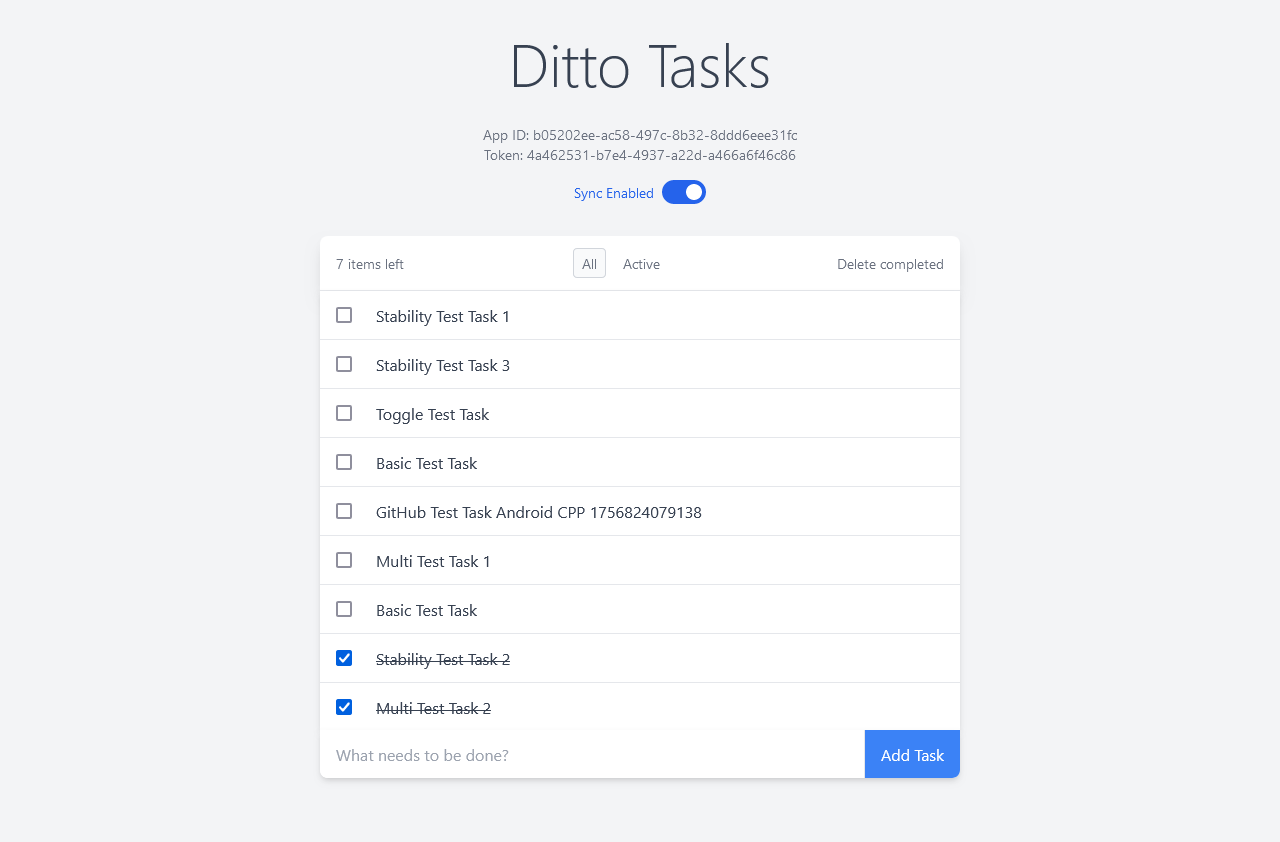 Ditto Tasks
App ID: b05202ee-ac58-497c-8b32-8ddd6eee31fc
Token: 4a462531-b7e4-4937-a22d-a466a6f46c86
Sync Enabled
7 items left All Active Delete completed
Stability Test Task 1
Stability Test Task 3
Toggle Test Task
Basic Test Task
GitHub Test Task Android CPP 1756824079138
Multi Test Task 1
Basic Test Task
Stability Test Task 2
Multi Test Task 2
What needs to be done? Add Task